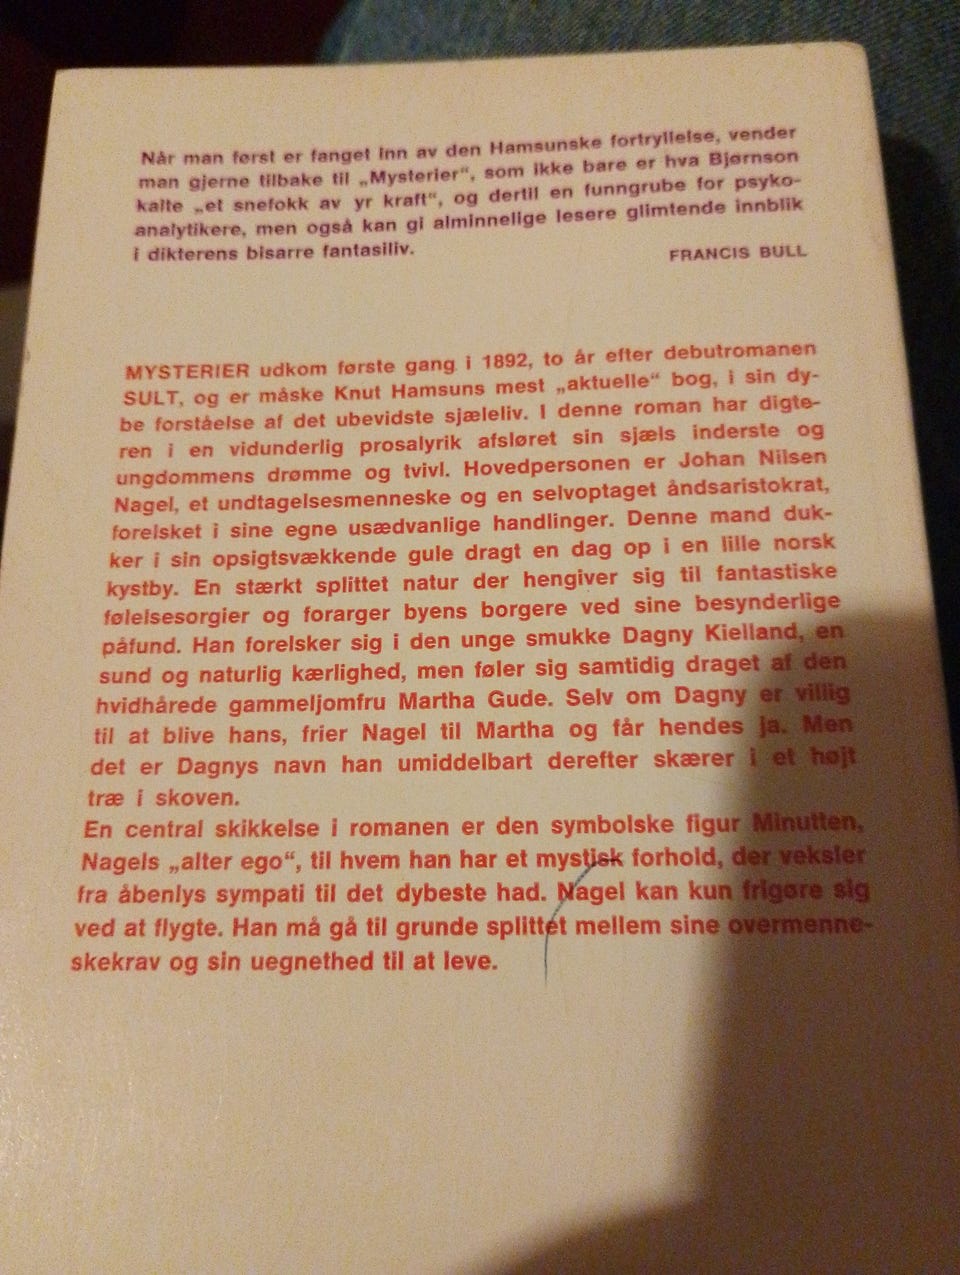 Når man først er fanget inn av den Hamsunske fortryllelse, vender
man gjerne tilbake til „Mysterier“, som ikke bare er hva Bjørnson
kalte „et snefokk av yr kraft“, og dertil en funngrube for psyko-
analytikere, men også kan gi alminnelige lesere glimtende innblik
i dikterens bisarre fantasiliv.
FRANCIS BULL
MYSTERIER udkom første gang i 1892, to år efter debutromanen
SULT, og er måske Knut Hamsuns mest „aktuelle“ bog, i sin dy-
be forståelse af det ubevidste sjæleliv. I denne roman har digte-
ren i en vidunderlig prosalyrik afsløret sin sjæls inderste og
ungdommens drømme og tvivl. Hovedpersonen er Johan Nilsen
Nagel, et undtagelsesmenneske og en selvoptaget åndsaristokrat,
forelsket i sine egne usædvanlige handlinger. Denne mand duk-
ker i sin opsigtsvækkende gule dragt en dag op i en lille norsk
kystby. En stærkt splittet natur der hengiver sig til fantastiske
følelsesorgier og forarger byens borgere ved sine besynderlige
påfund. Han forelsker sig i den unge smukke Dagny Kielland, en
sund og naturlig kærlighed, men føler sig samtidig draget af den
hvidhårede gammeljomfru Martha Gude. Selv om Dagny er villig
til at blive hans, frier Nagel til Martha og får hendes ja. Men
det er Dagnys navn han umiddelbart derefter skærer i et højt
træ i skoven.
En central skikkelse i romanen er den symbolske figur Minutten,
Nagels „alter ego“, til hvem han har et mystisk forhold, der veksler
fra åbenlys sympati til det dybeste had. Nagel kan kun frigøre sig
ved at flygte. Han må gå til grunde splittet mellem sine overmenne-
skekrav og sin uegnethed til at leve.